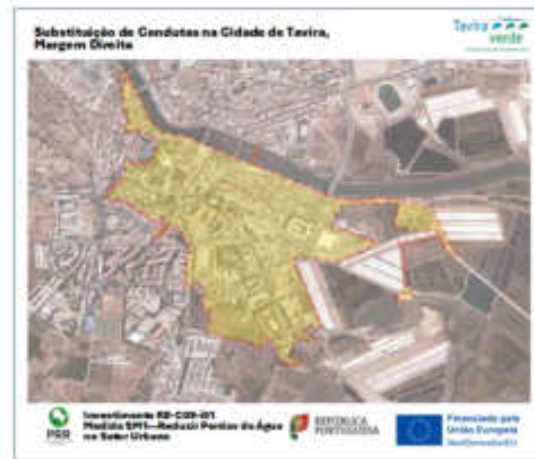 Substituição de Condutas na Cidade de Tavira,
Margem Direita
Tavira
verde
PRR
Investimento RE-C09-i01
Medida SM1—Reduzir Perdas de Água
no Setor Urbano
REPÚBLICA
PORTUGUESA
Financiado pela
União Europeia
NextGenerationEU